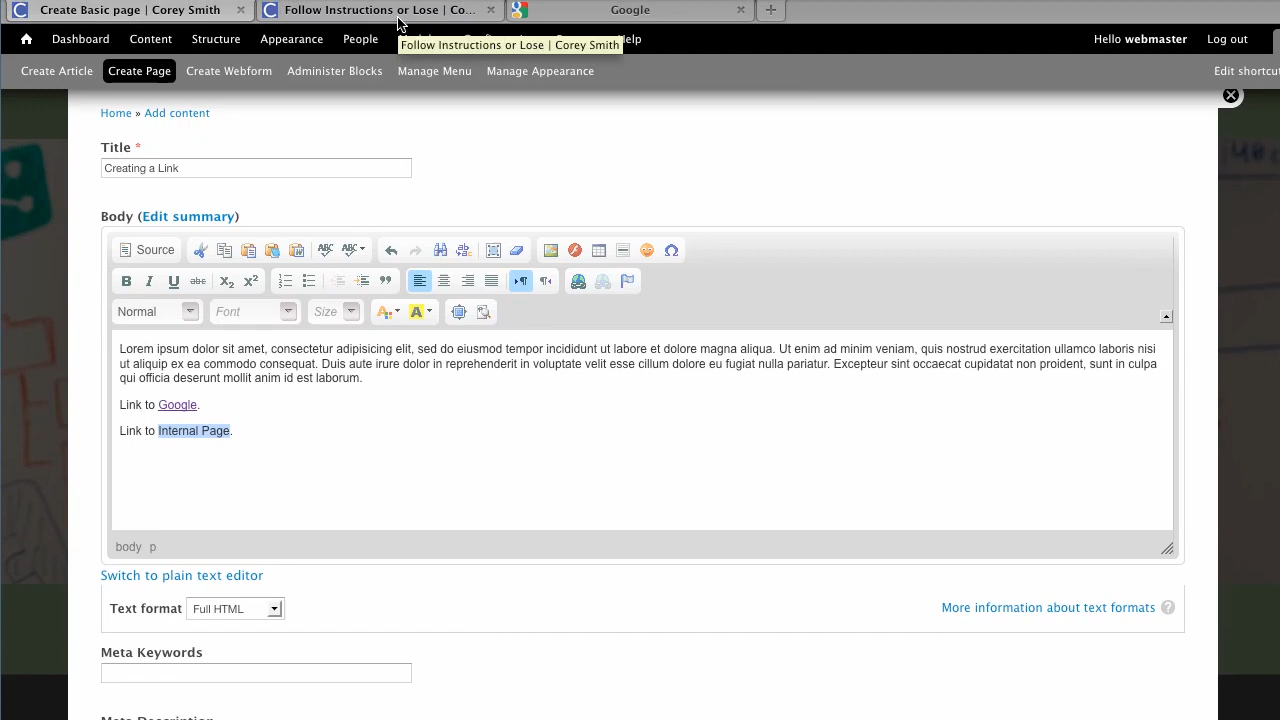 Create Basic page | Corey Smith
Follow Instructions or Lose | Co...
Google
Dashboard Content Structure Appearance People
Follow Instructions or Lose | Corey Smith
Hello webmaster Log out
Create Article Create Page Create Webform Administer Blocks Manage Menu Manage Appearance Edit shortcut
Home » Add content
Title *
Creating a Link
Body (Edit summary)
Source
ABC ABC
B I U abc X₂ X²
Normal Font Size A A
Lorem ipsum dolor sit amet, consectetur adipisicing elit, sed do eiusmod tempor incididunt ut labore et dolore magna aliqua. Ut enim ad minim veniam, quis nostrud exercitation ullamco laboris nisi
ut aliquip ex ea commodo consequat. Duis aute irure dolor in reprehenderit in voluptate velit esse cillum dolore eu fugiat nulla pariatur. Excepteur sint occaecat cupidatat non proident, sunt in culpa
qui officia deserunt mollit anim id est laborum.
Link to Google.
Link to Internal Page.
body p
Switch to plain text editor
Text format Full HTML
More information about text formats ?
Meta Keywords